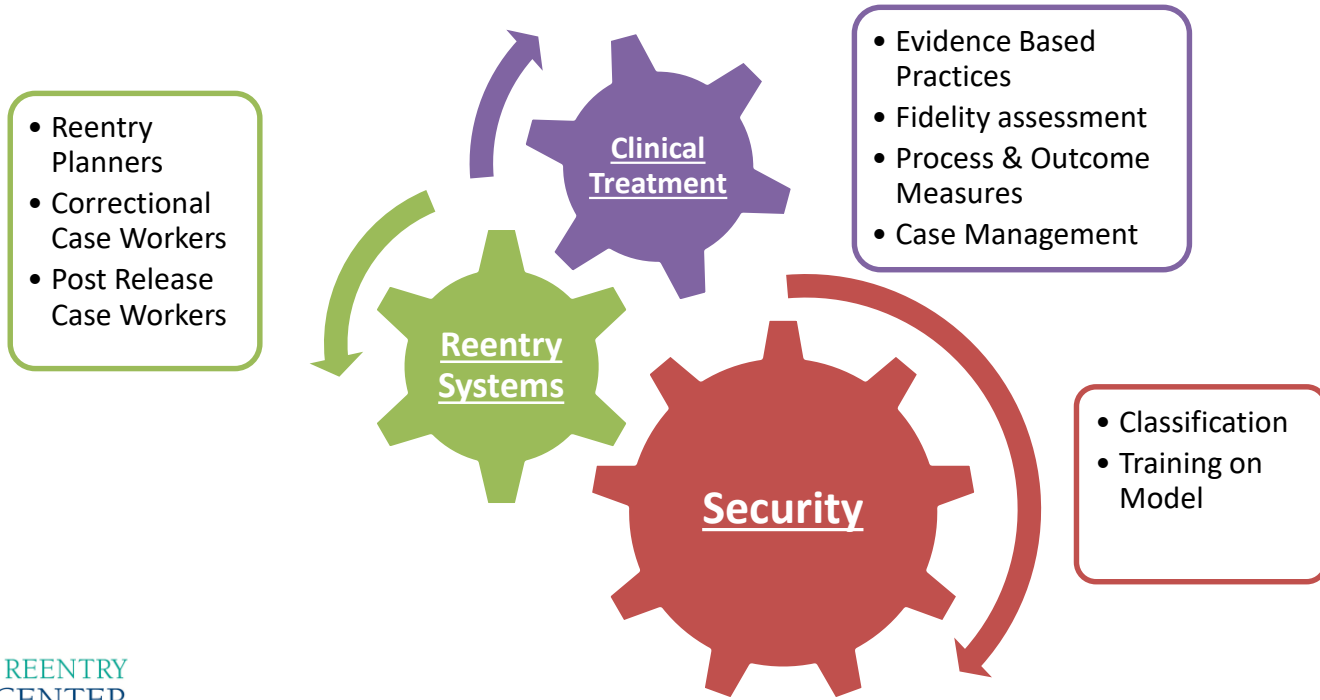 • Reentry
Planners
• Correctional
Case Workers
• Post Release
Case Workers
Clinical
Treatment
• Evidence Based
Practices
• Fidelity assessment
• Process & Outcome
Measures
• Case Management
Reentry
Systems
Security
• Classification
• Training on
Model
REENTRY
CENTER